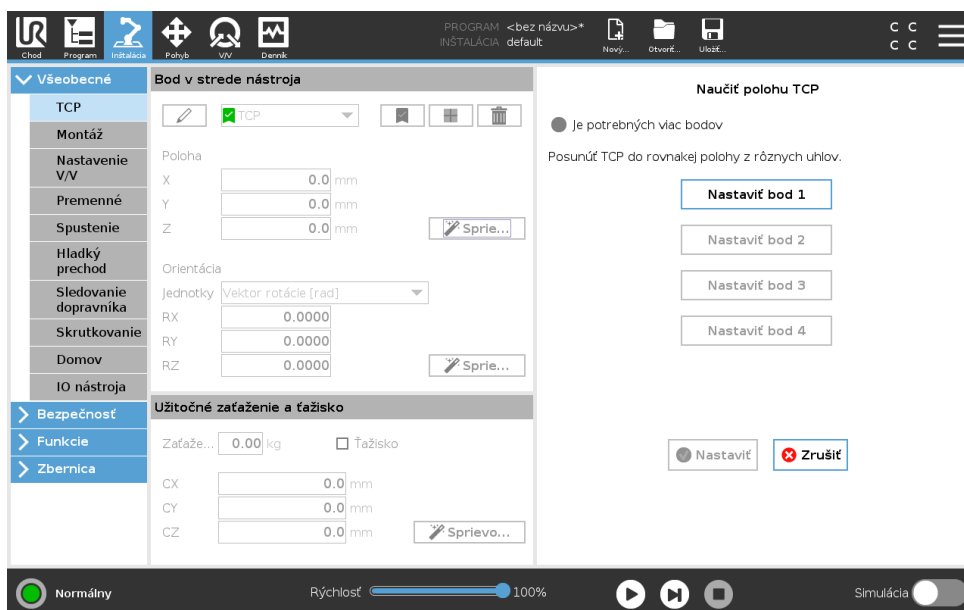 PROGRAM <bez názvu>*
INŠTALÁCIA default
Chod Program Inštalácia Pohyb V/V Denník Nový... Otvoriť... Uložiť...
C C
C C
Všeobecné
TCP
Montáž
Nastavenie
V/V
Premenné
Spustenie
Hladký
prechod
Sledovanie
dopravníka
Skrutkovanie
Domov
IO nástroja
Bezpečnosť
Funkcie
Zbernica
Bod v strede nástroja
TCP
Poloha
X 0.0 mm
Y 0.0 mm
Z 0.0 mm Sprie...
Orientácia
Jednotky Vektor rotácie [rad]
RX 0.0000
RY 0.0000
RZ 0.0000 Sprie...
Užitočné zaťaženie a ťažisko
Zaťaže... 0.00 kg Ťažisko
CX 0.0 mm
CY 0.0 mm
CZ 0.0 mm Sprievo...
Naučiť polohu TCP
Je potrebných viac bodov
Posunúť TCP do rovnakej polohy z rôznych uhlov.
Nastaviť bod 1
Nastaviť bod 2
Nastaviť bod 3
Nastaviť bod 4
Nastaviť Zrušiť
Normálny Rýchlosť 100% Simulácia